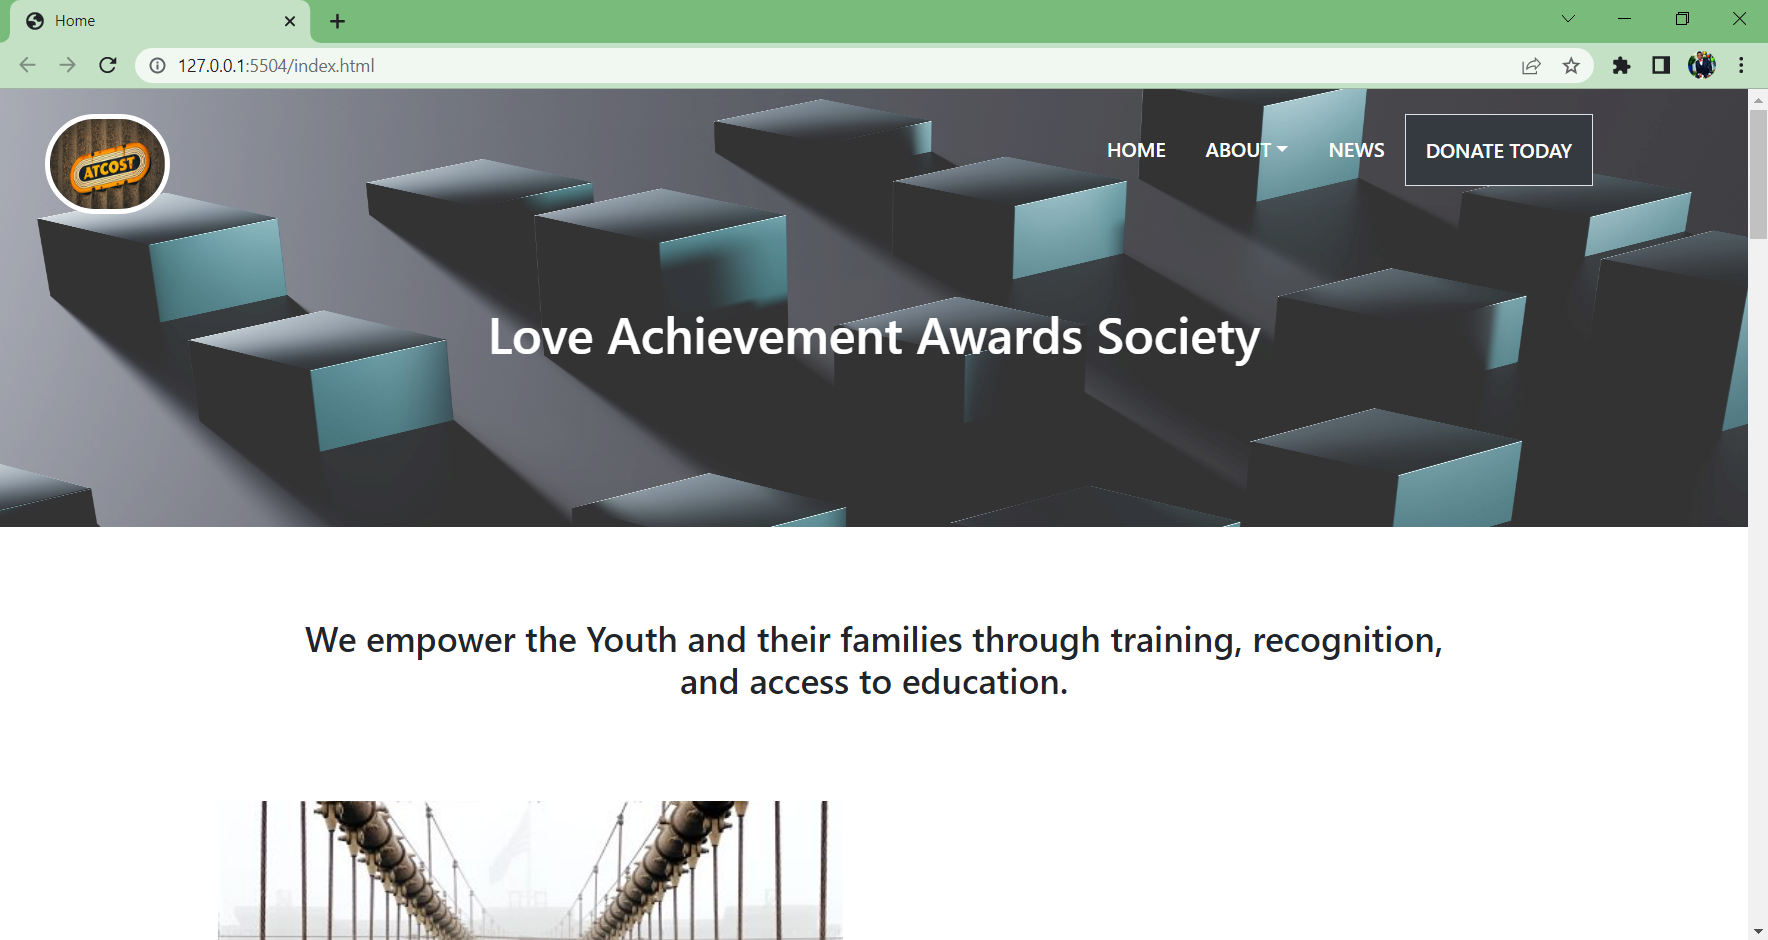 Home
127.0.0.1:5504/index.html
ATCOST
HOME
ABOUT
NEWS
DONATE TODAY
Love Achievement Awards Society
We empower the Youth and their families through training, recognition,
and access to education.